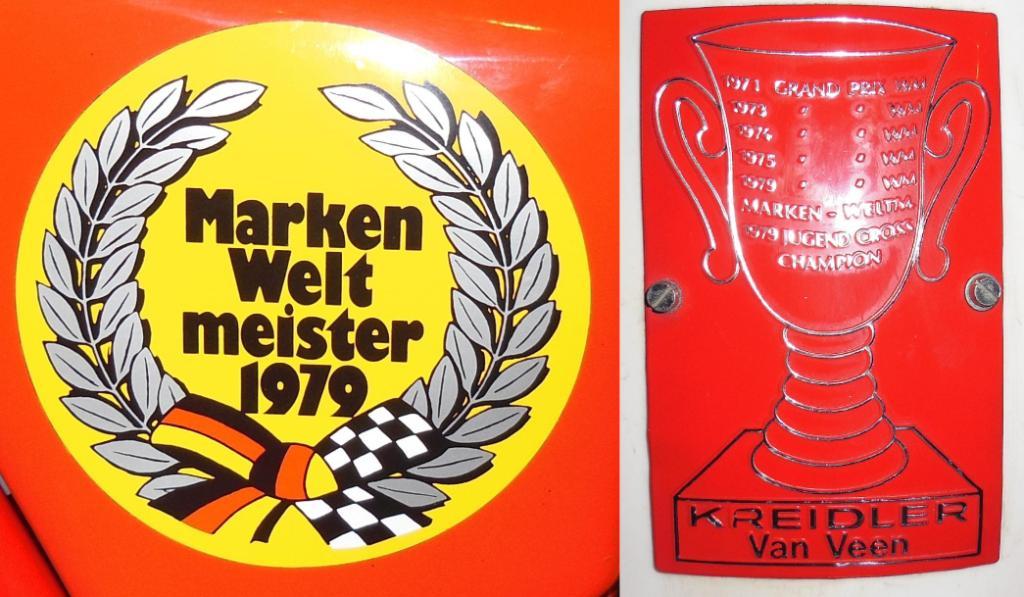 Marken
Welt
meister
1979
1971 GRAND PRIX WM
1973 " " WM
1974 " " WM
1975 " " WM
1979 " " WM
MARKEN - WELTM
1979 JUGEND CROSS
CHAMPION
KREIDLER
Van Veen